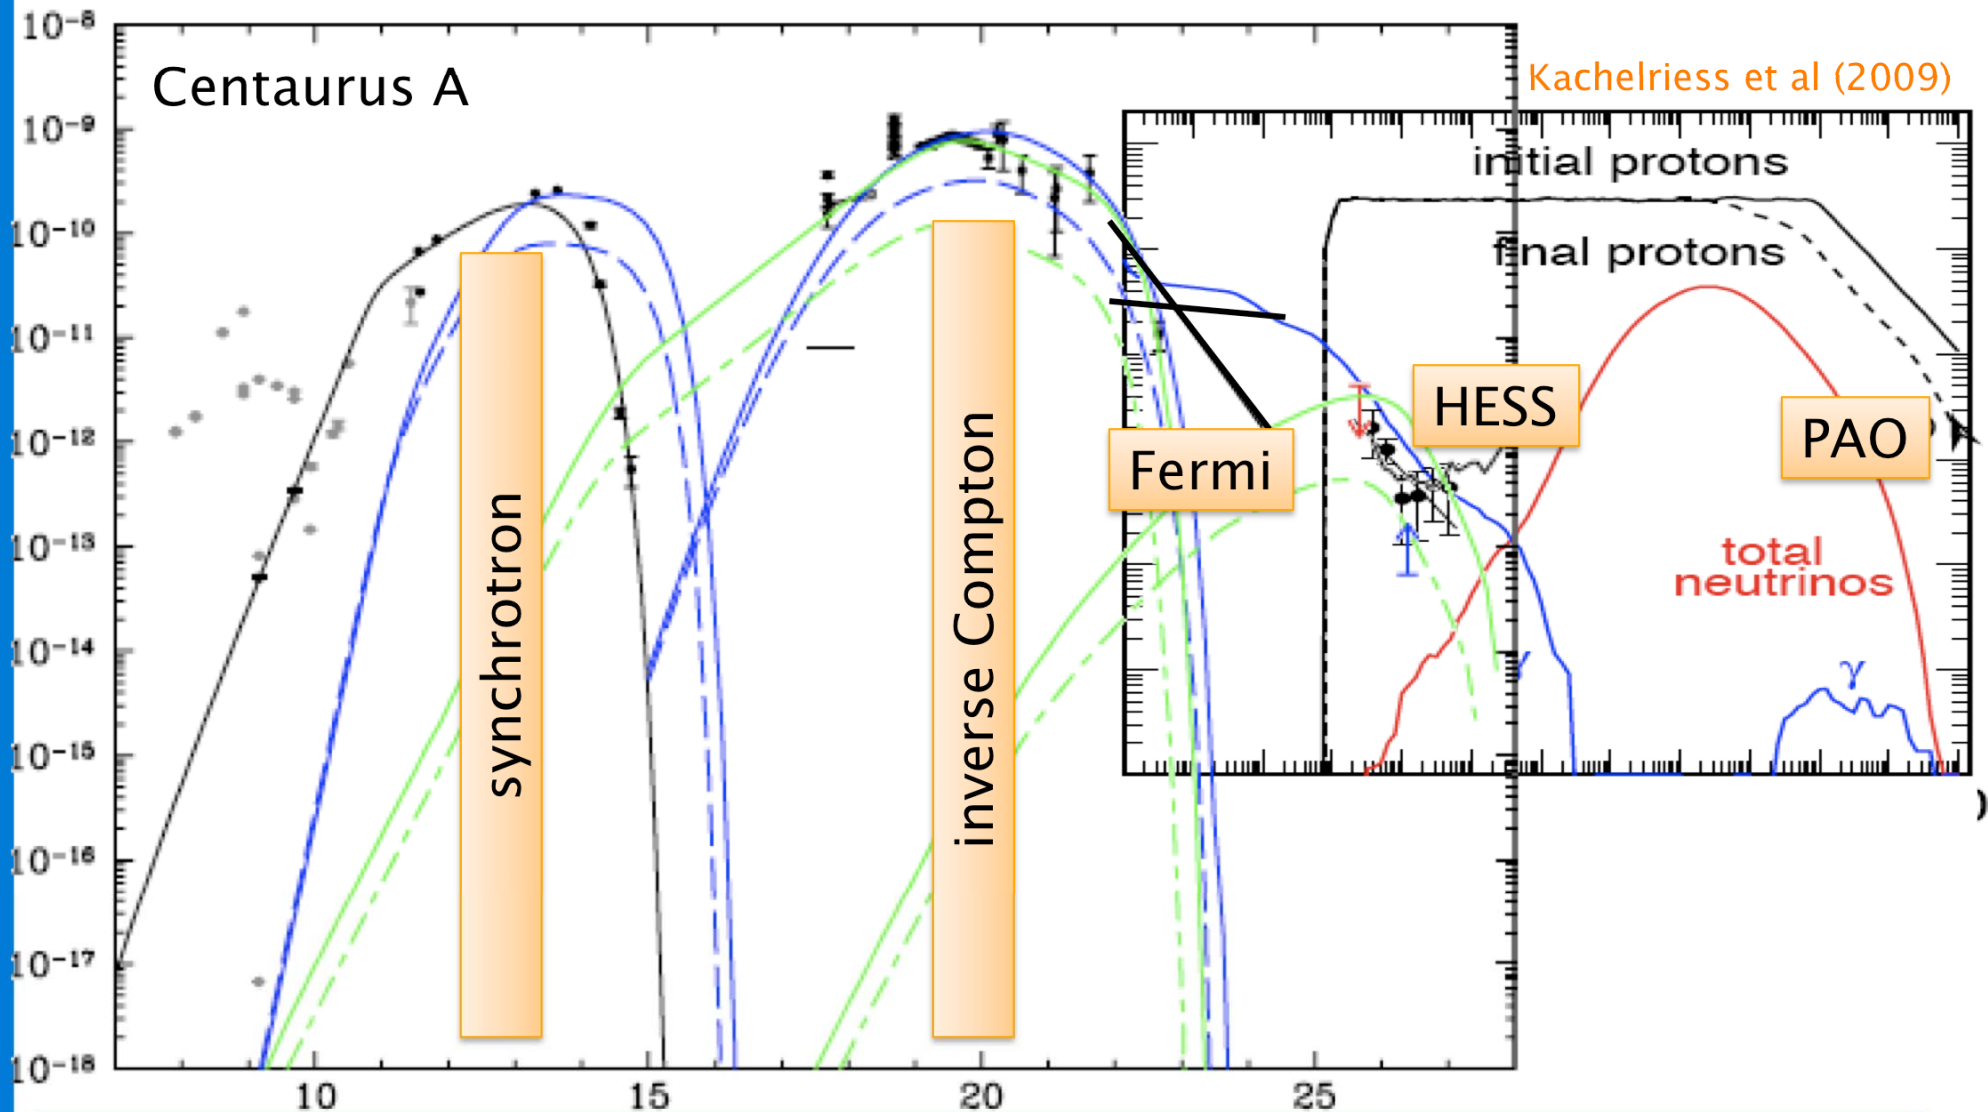 10⁻⁸
Centaurus A
Kachelriess et al (2009)
10⁻⁹
initial protons
10⁻¹⁰
final protons
10⁻¹¹
HESS
PAO
10⁻¹²
Fermi
synchrotron
inverse Compton
10⁻¹³
total
neutrinos
10⁻¹⁴
γ
10⁻¹⁵
10⁻¹⁶
10⁻¹⁷
10⁻¹⁸
10 15 20 25